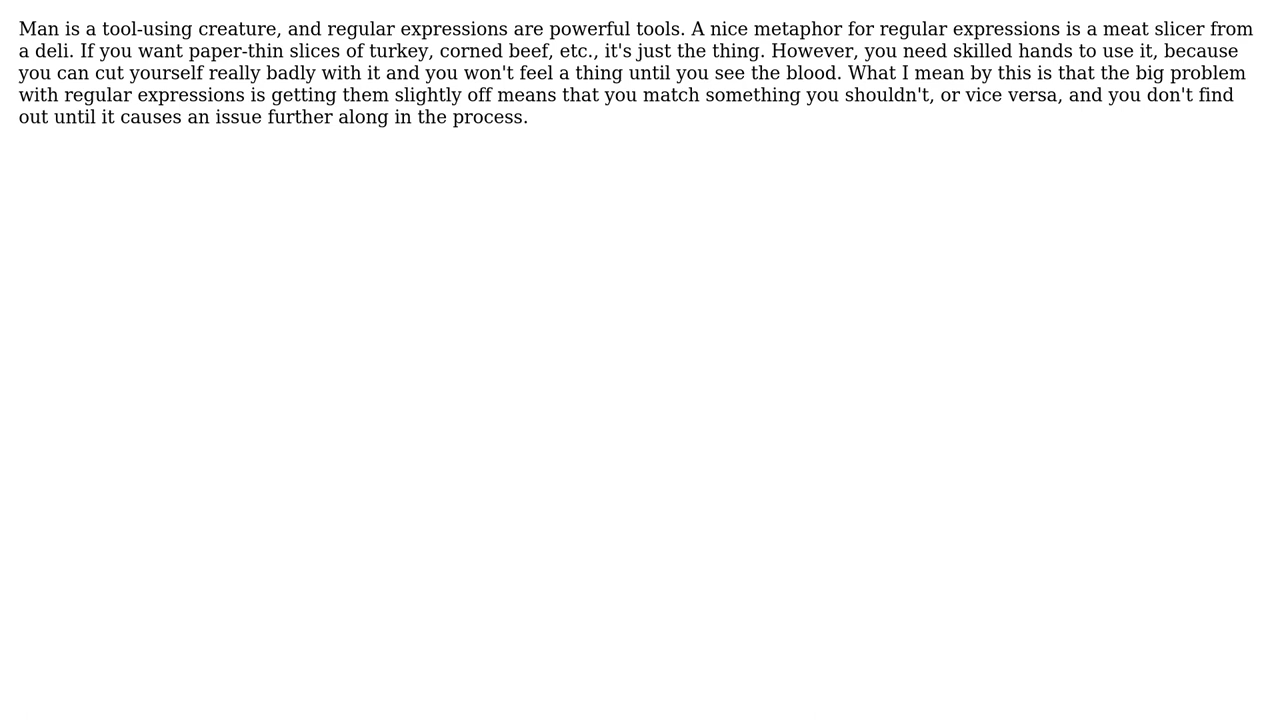 Man is a tool-using creature, and regular expressions are powerful tools. A nice metaphor for regular expressions is a meat slicer from
a deli. If you want paper-thin slices of turkey, corned beef, etc., it's just the thing. However, you need skilled hands to use it, because
you can cut yourself really badly with it and you won't feel a thing until you see the blood. What I mean by this is that the big problem
with regular expressions is getting them slightly off means that you match something you shouldn't, or vice versa, and you don't find
out until it causes an issue further along in the process.